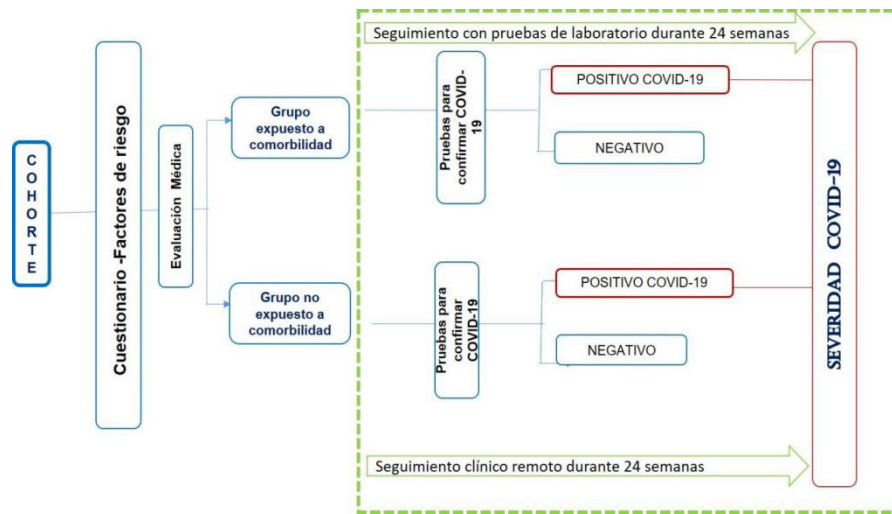 COHORTE
Cuestionario -Factores de riesgo
Evaluación Médica
Grupo
expuesto a
comorbilidad
Grupo no
expuesto a
comorbilidad
Seguimiento con pruebas de laboratorio durante 24 semanas
Pruebas para
confirmar COVID-
19
POSITIVO COVID-19
NEGATIVO
Pruebas para
confirmar
COVID-19
POSITIVO COVID-19
NEGATIVO
Seguimiento clínico remoto durante 24 semanas
SEVERIDAD COVID-19